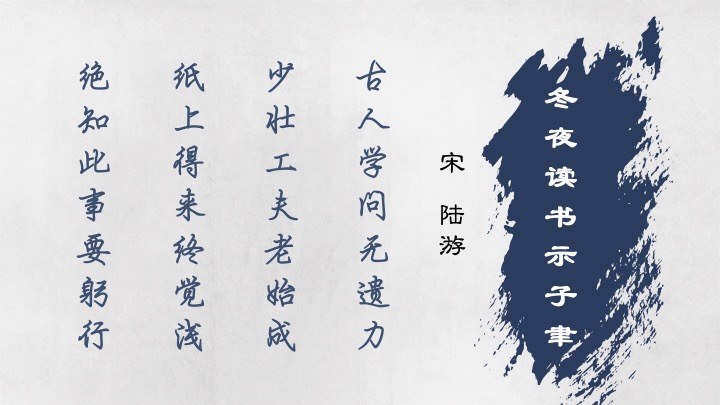 冬夜读书示子聿
宋 陆游
古人学问无遗力
少壮工夫老始成
纸上得来终觉浅
绝知此事要躬行